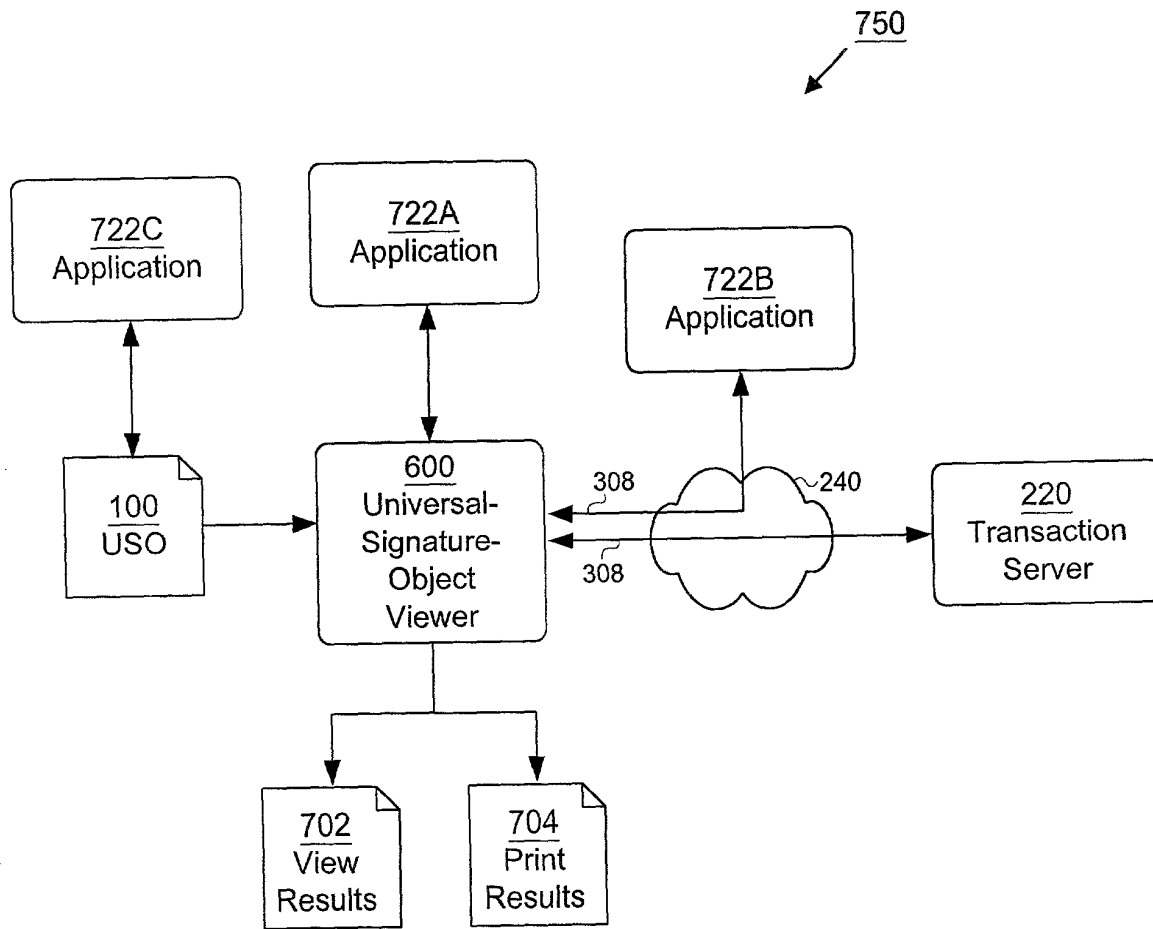 750
722C
Application
722A
Application
722B
Application
100
USO
600
Universal-
Signature-
Object
Viewer
308
308
240
220
Transaction
Server
702
View
Results
704
Print
Results